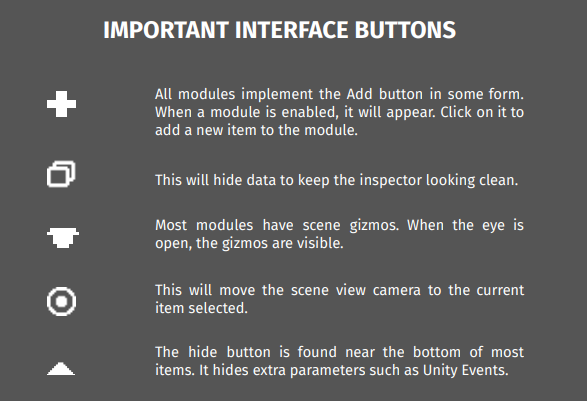 IMPORTANT INTERFACE BUTTONS
All modules implement the Add button in some form.
When a module is enabled, it will appear. Click on it to
add a new item to the module.
This will hide data to keep the inspector looking clean.
Most modules have scene gizmos. When the eye is
open, the gizmos are visible.
This will move the scene view camera to the current
item selected.
The hide button is found near the bottom of most
items. It hides extra parameters such as Unity Events.